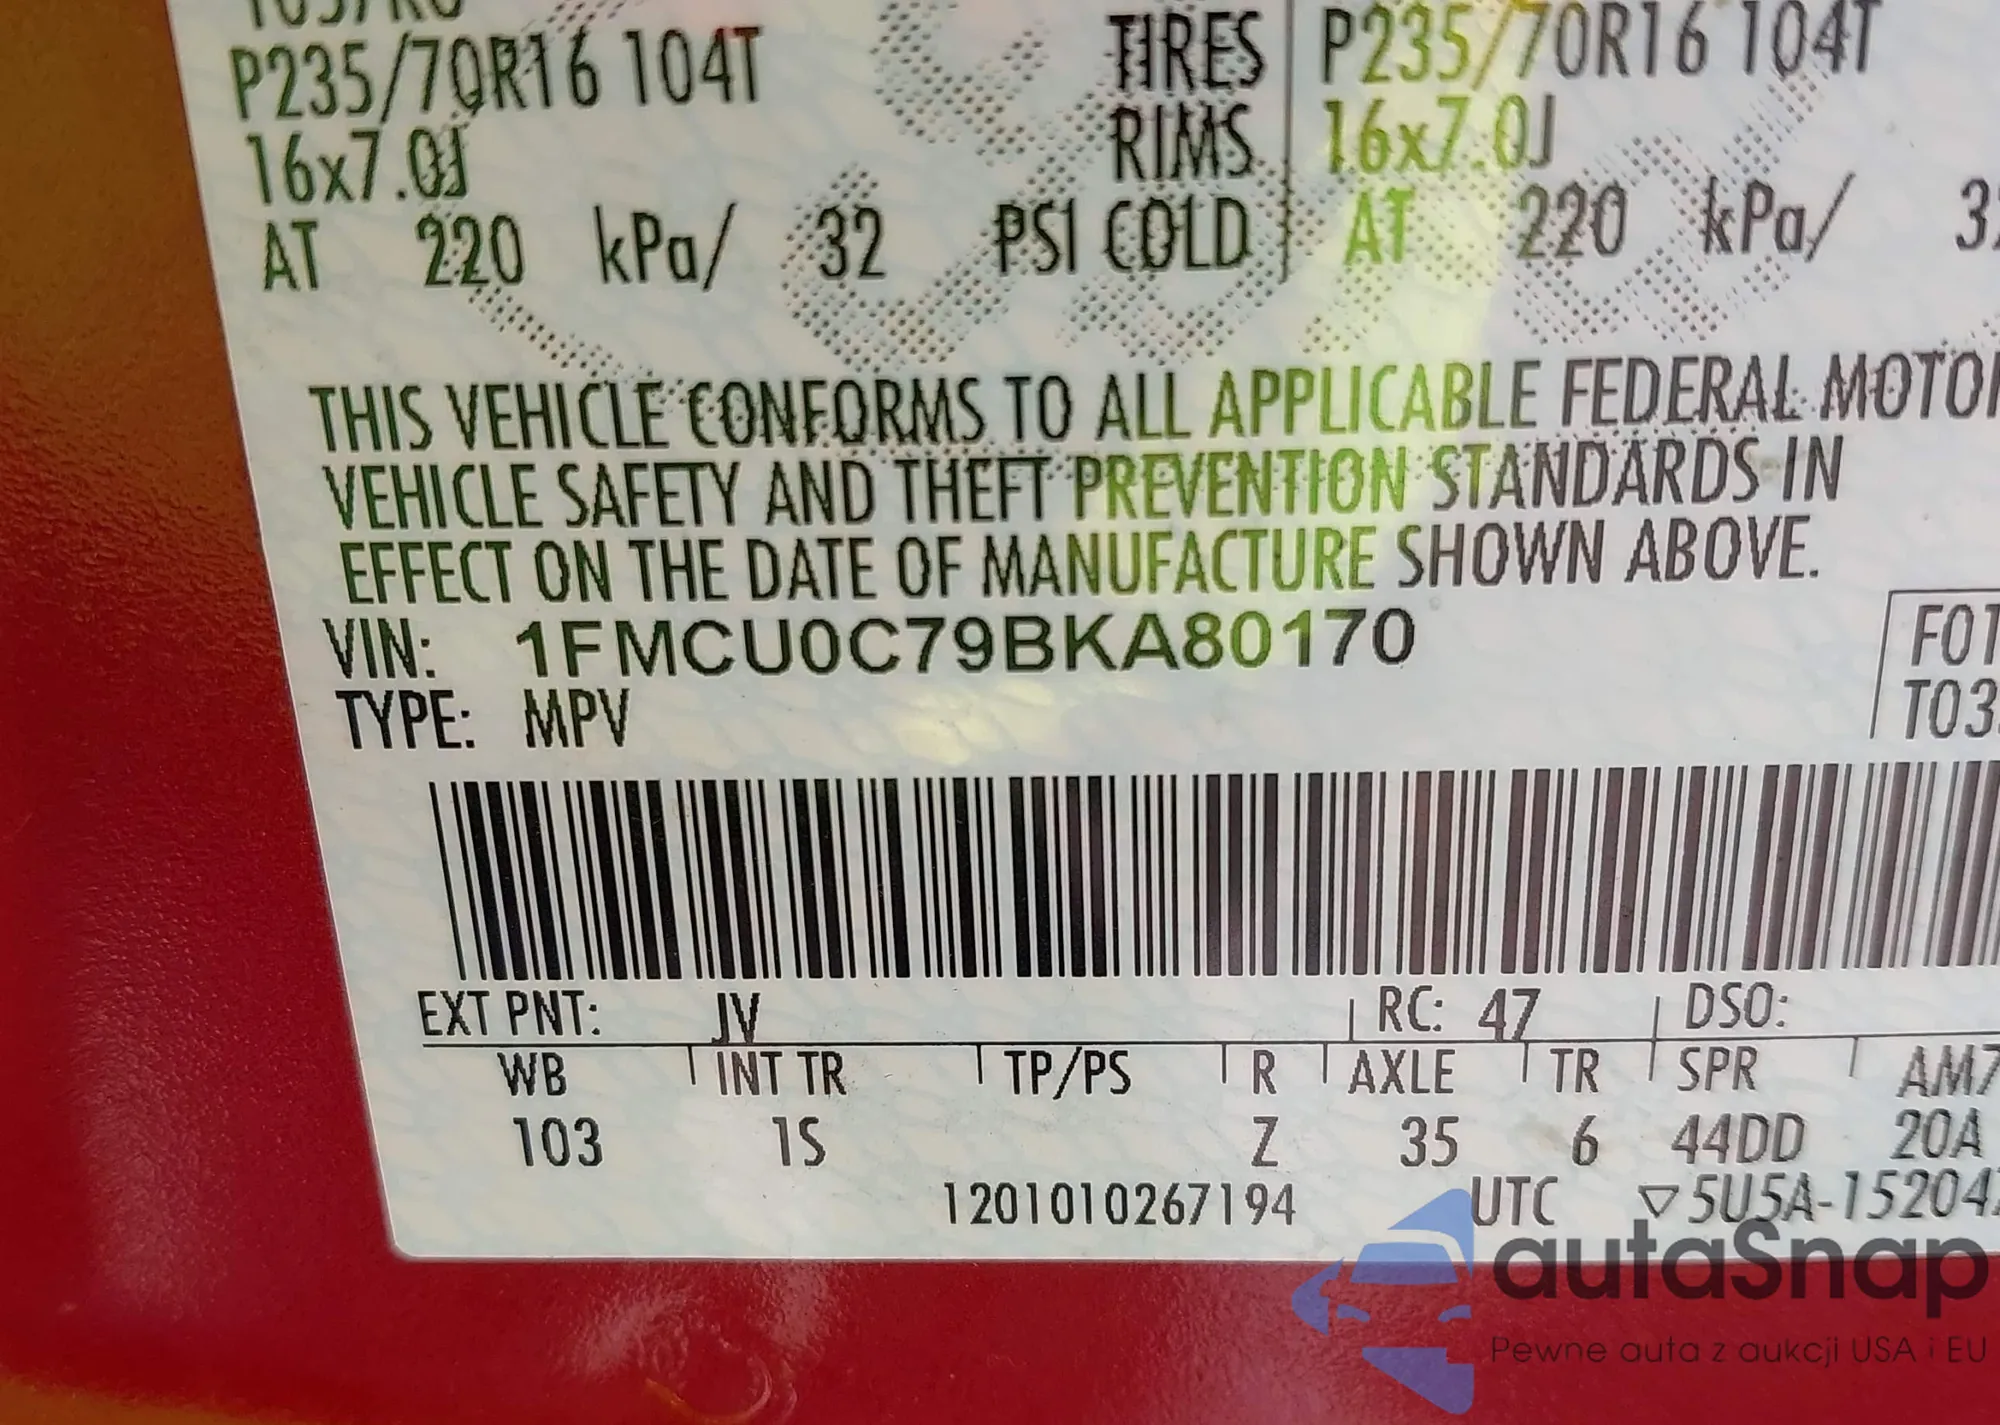 P235/70R16 104T TIRES P235/70R16 104T
16x7.0J RIMS 16x7.0J
AT 220 kPa/ 32 PSI COLD AT 220 kPa/
THIS VEHICLE CONFORMS TO ALL APPLICABLE FEDERAL MOTOR
VEHICLE SAFETY AND THEFT PREVENTION STANDARDS IN
EFFECT ON THE DATE OF MANUFACTURE SHOWN ABOVE.
VIN: 1FMCU0C79BKA80170
TYPE: MPV
EXT PNT: JV RC: 47 DSO:
WB INT TR TP/PS R AXLE TR SPR
103 1S Z 35 6 44DD 20A
1201010267194 UTC ▽5U5A-15204
autaSnap
Pewne auta z aukcji USA i EU